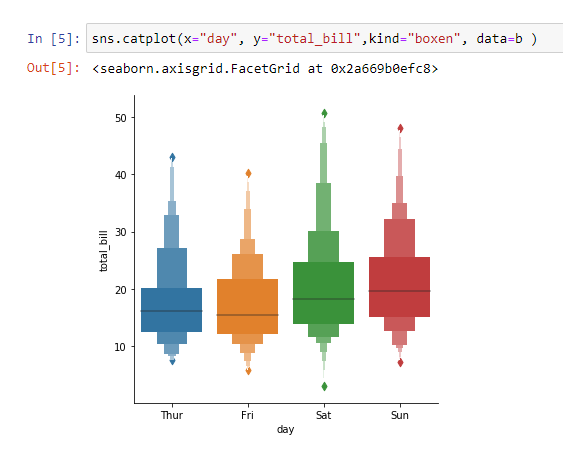 In [5]: sns.catplot(x="day", y="total_bill",kind="boxen", data=b )
Out[5]: <seaborn.axisgrid.FacetGrid at 0x2a669b0efc8>
50
40
30
20
10
total_bill
Thur Fri Sat Sun
day